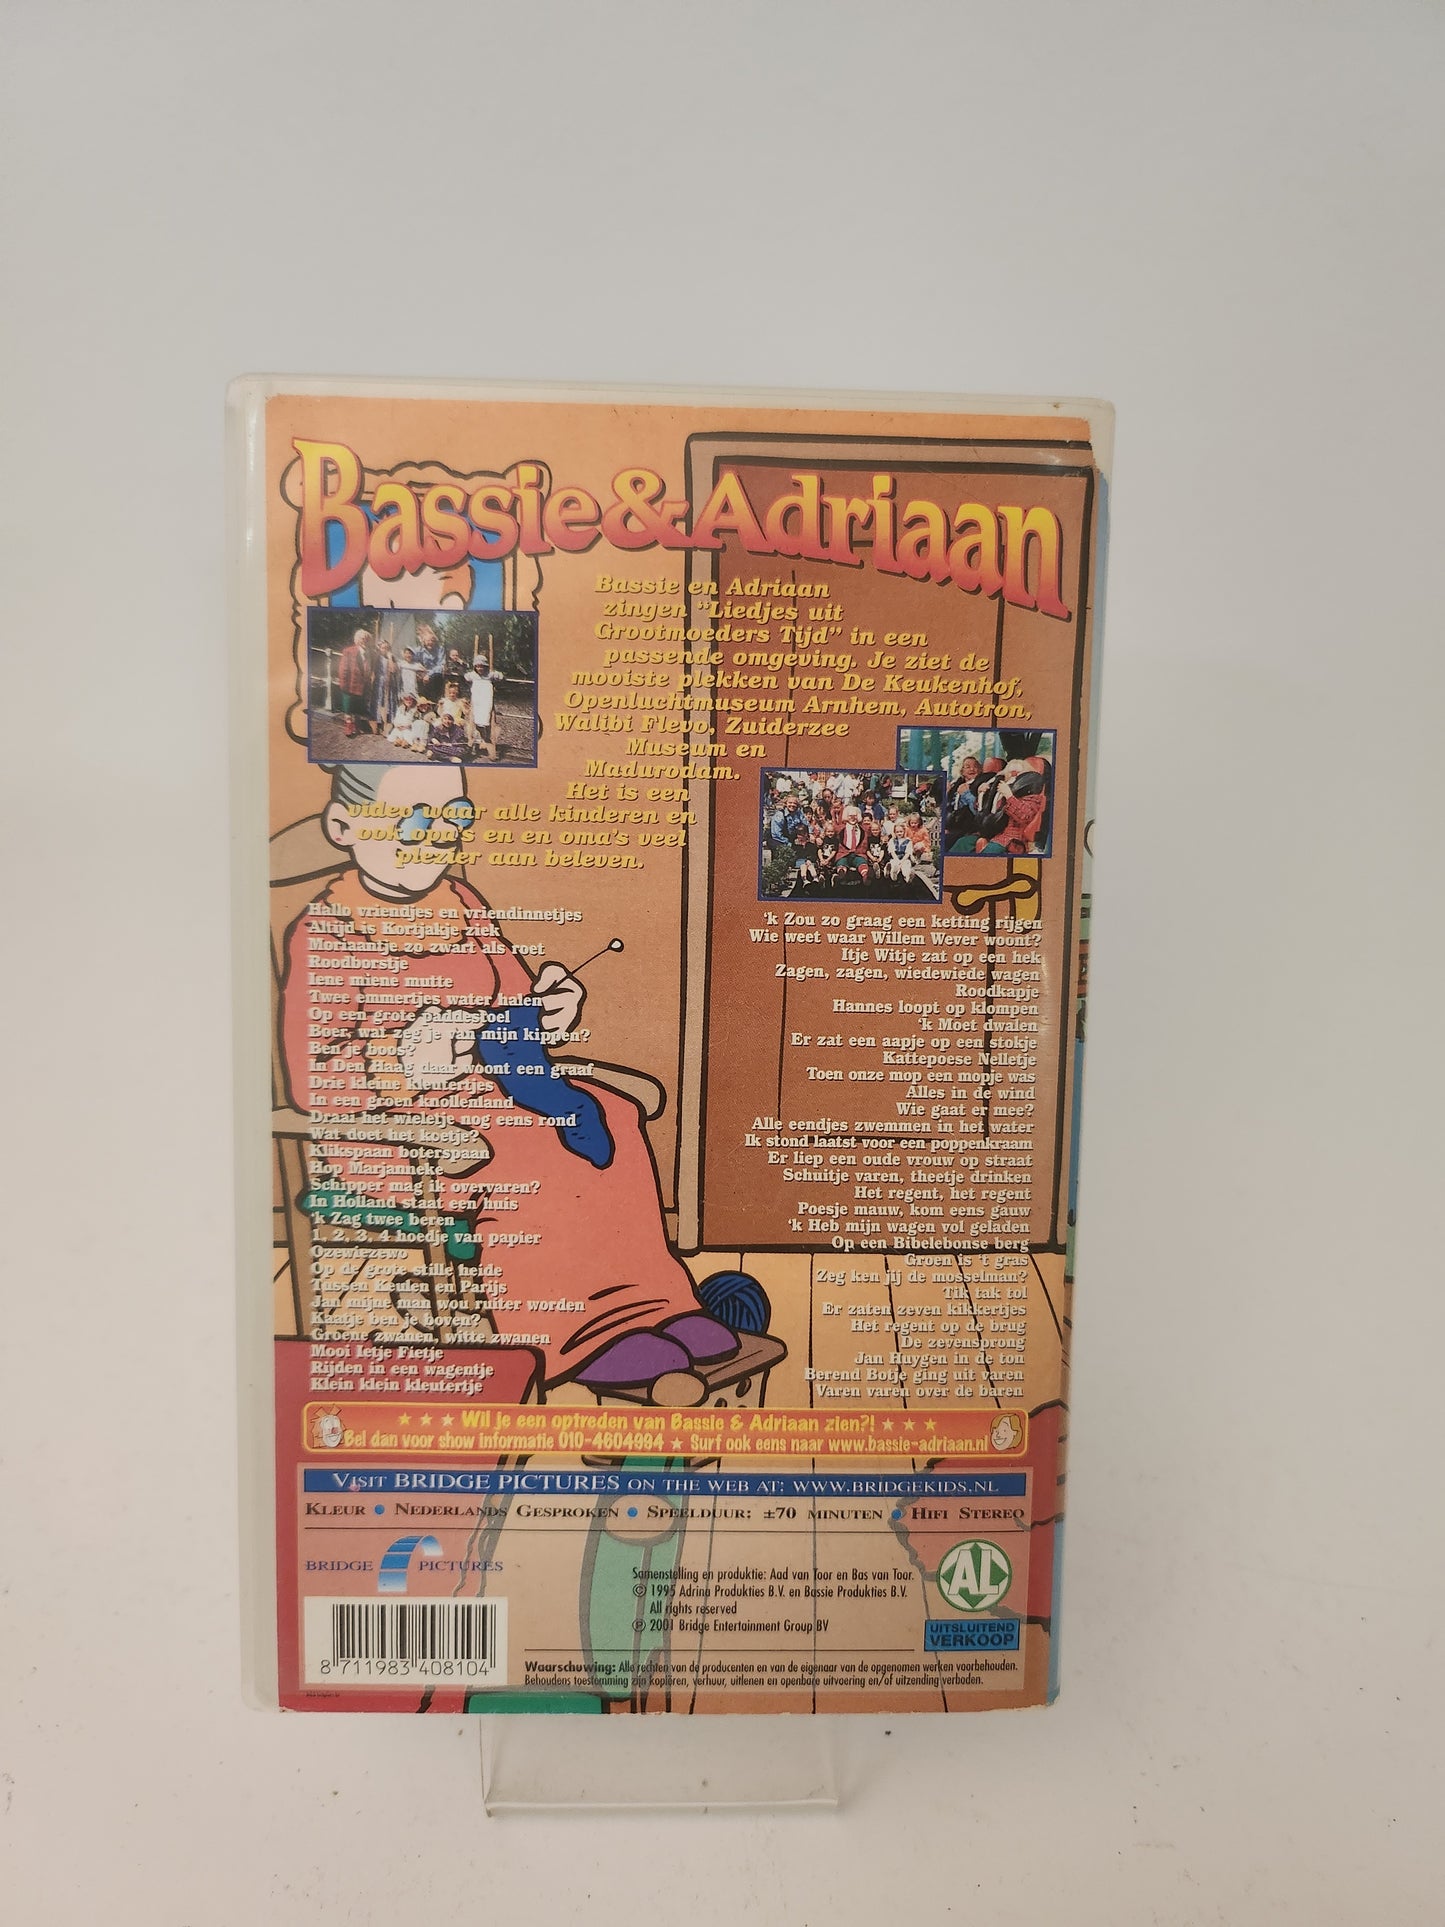 Bassie & Adriaan
Bassie en Adriaan
zingen "Liedjes uit
Grootmoeders Tijd" in een
passende omgeving. Je ziet de
mooiste plekken van De Keukenhof,
Openluchtmuseum Arnhem, Autotron,
Walibi Flevo, Zuiderzee
Museum en
Madurodam.
Het is een
video waar alle kinderen en
ook opa's en en oma's veel
plezier aan beleven.
Hallo vriendjes en vriendinnetjes
Altijd is Kortjakje ziek
Moriaantje zo zwart als roet
Roodborstje
Iene miene mutte
Twee emmertjes water halen
Op een grote paddestoel
Boer, wat zeg je van mijn kippen?
Ben je boos?
In Den Haag daar woont een graaf
Drie kleine kleutertjes
In een groen knollenland
Draai het wieletje nog eens rond
Wat doet het koetje?
Klikspaan boterspaan
Hop Marjanneke
Schipper mag ik overvaren?
In Holland staat een huis
'k Zag twee beren
1, 2, 3, 4 hoedje van papier
Ozewiezewo
Op de grote stille heide
Tussen Keulen en Parijs
Jan mijne man wou ruiter worden
Kaatje ben je boven?
Groene zwanen, witte zwanen
Mooi Ietje Fietje
Rijden in een wagentje
Klein klein kleutertje
'k Zou zo graag een ketting rijgen
Wie weet waar Willem Wever woont?
Itje Witje zat op een hek
Zagen, zagen, wiedewiede wagen
Roodkapje
Hannes loopt op klompen
'k Moet dwalen
Er zat een aapje op een stokje
Kattepoese Nelletje
Toen onze mop een mopje was
Alles in de wind
Wie gaat er mee?
Alle eendjes zwemmen in het water
Ik stond laatst voor een poppenkraam
Er liep een oude vrouw op straat
Schuitje varen, theetje drinken
Het regent, het regent
Poesje mauw, kom eens gauw
'k Heb mijn wagen vol geladen
Op een Bibelebonse berg
Groen is 't gras
Zeg ken jij de mosselman?
Tik tak tol
Er zaten zeven kikkertjes
Het regent op de brug
De zevensprong
Jan Huygen in de ton
Berend Botje ging uit varen
Varen varen over de baren
★ ★ ★ Wil je een optreden van Bassie & Adriaan zien?! ★ ★ ★
Bel dan voor show informatie 010-4604994 ★ Surf ook eens naar www.bassie-adriaan.nl
Visit BRIDGE PICTURES on the web at: www.bridgekids.nl
Kleur • Nederlands Gesproken • Speelduur: ±70 minuten • Hifi Stereo
BRIDGE PICTURES
Samenstelling en produktie: Aad van Toor en Bas van Toor.
© 1995 Adrina Produkties B.V. en Bassie Produkties B.V.
All rights reserved
℗ 2001 Bridge Entertainment Group BV
AL
UITSLUITEND
VERKOOP
8 711983 408104
Waarschuwing: Alle rechten van de producenten en van de eigenaar van de opgenomen werken voorbehouden.
Behoudens toestemming zijn kopiëren, verhuur, uitlenen en openbare uitvoering en/of uitzending verboden.